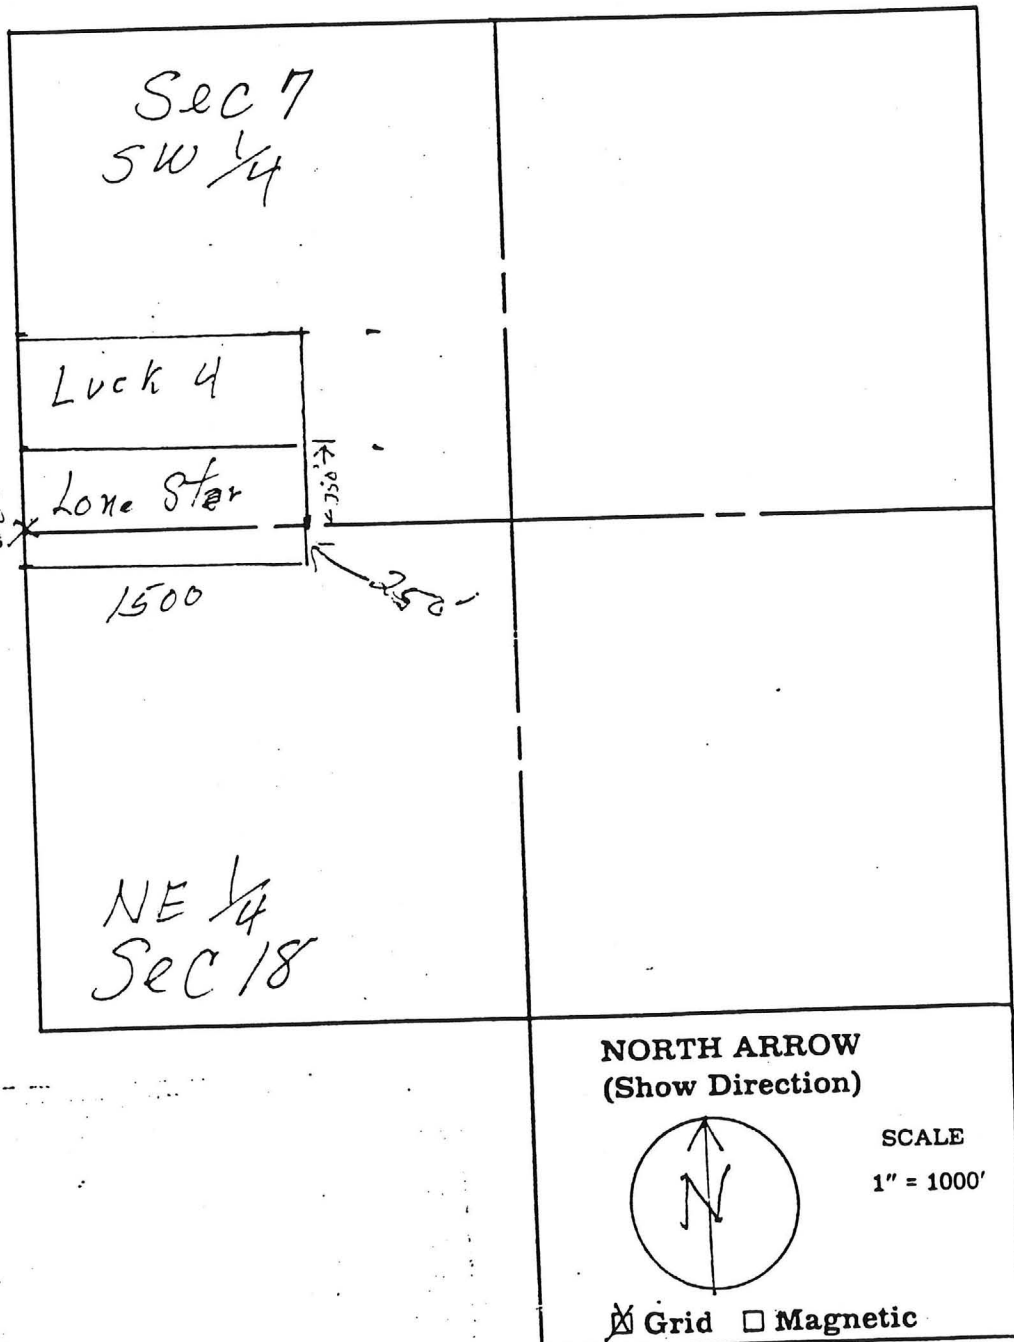 Sec 7
SW 1/4
Luck 4
Lone Star
350'
1500
250'
NE 1/4
Sec 18
NORTH ARROW
(Show Direction)
N
SCALE
1" = 1000'
☒ Grid ☐ Magnetic